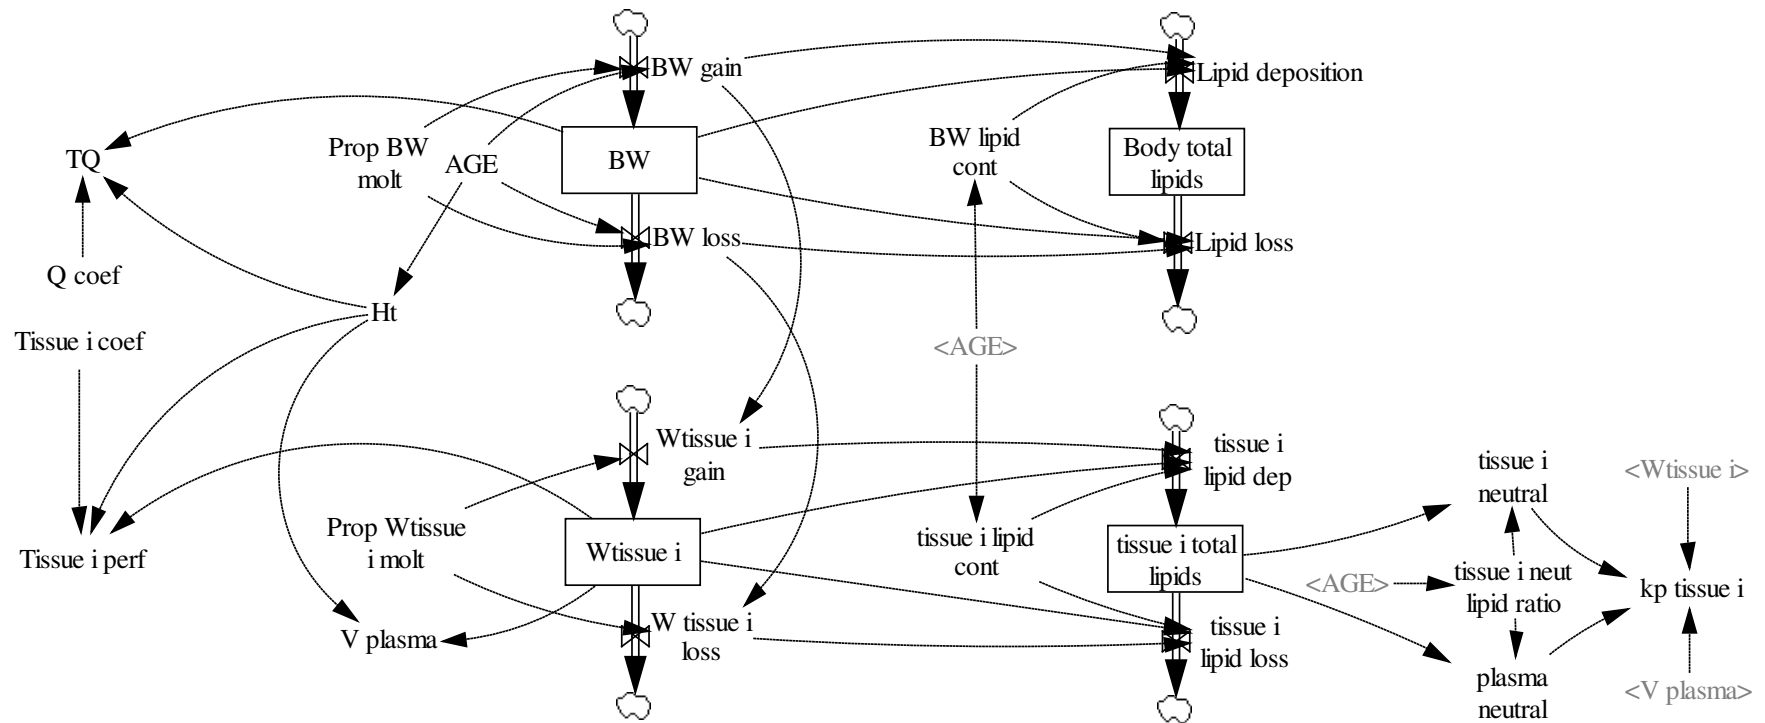 BW gain
Lipid deposition
TQ
Prop BW
molt
AGE
BW
BW lipid
cont
Body total
lipids
Q coef
BW loss
Lipid loss
Ht
Tissue i coef
<AGE>
Wtissue i
gain
tissue i
lipid dep
tissue i
neutral
<Wtissue i>
Tissue i perf
Prop Wtissue
i molt
Wtissue i
tissue i lipid
cont
tissue i total
lipids
<AGE>
tissue i neut
lipid ratio
kp tissue i
V plasma
W tissue i
loss
tissue i
lipid loss
plasma
neutral
<V plasma>